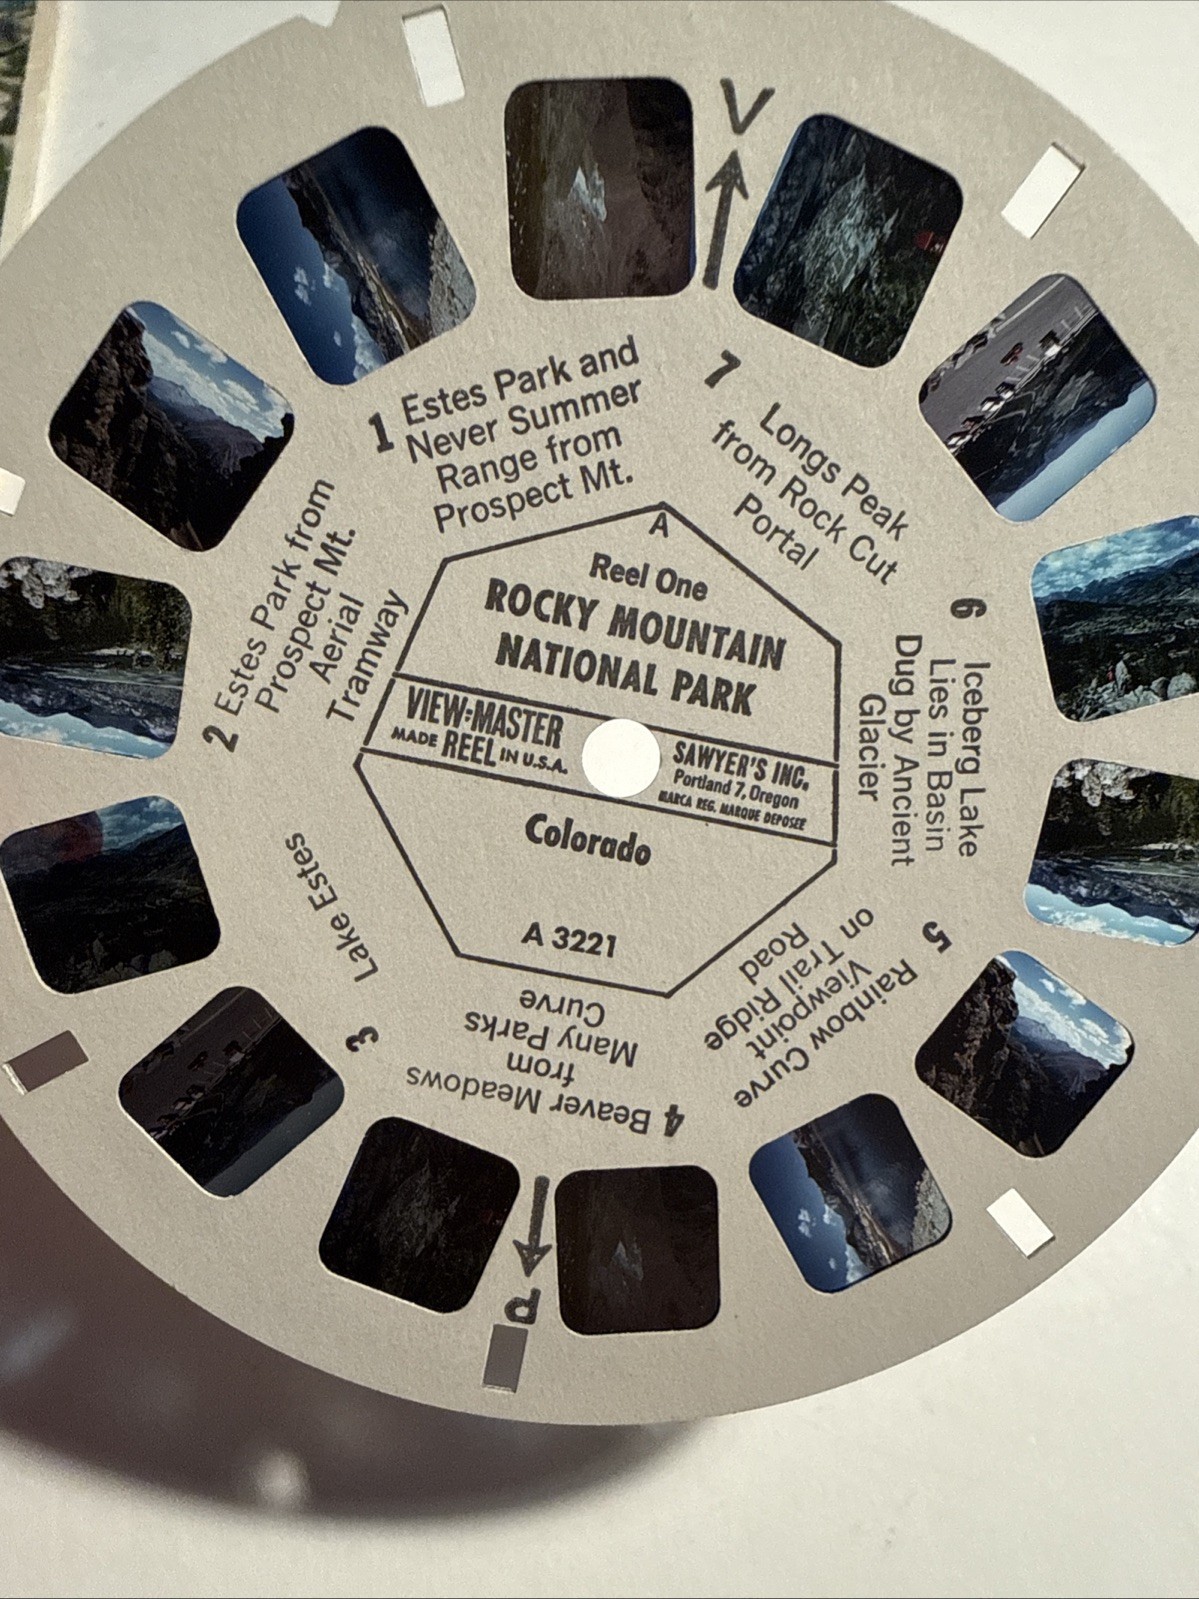 V
1 Estes Park and
Never Summer
Range from
Prospect Mt.
2 Estes Park from
Prospect Mt.
Aerial
Tramway
3
Lake Estes
4 Beaver Meadows
from
Many Parks
Curve
5
Rainbow Curve
Viewpoint
on Trail Ridge
Road
6
Iceberg Lake
Lies in Basin
Dug by Ancient
Glacier
7
Longs Peak
from Rock Cut
Portal
A
Reel One
ROCKY MOUNTAIN
NATIONAL PARK
VIEW-MASTER
MADE REEL IN U.S.A.
SAWYER'S INC.
Portland 7, Oregon
MARCA REG. MARQUE DEPOSEE
Colorado
A 3221
P